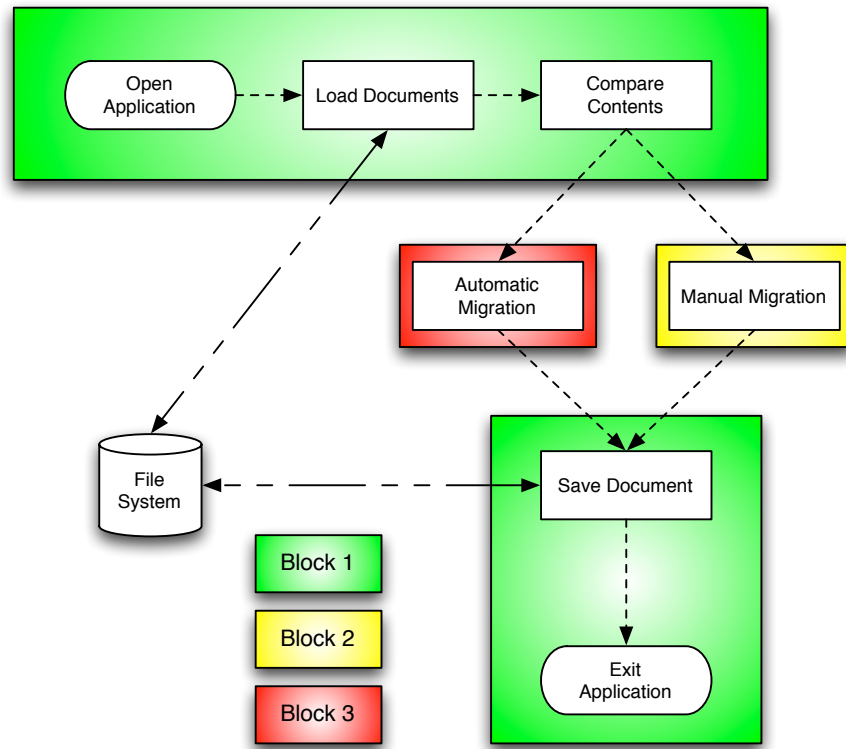 Open
Application
Load Documents
Compare
Contents
Automatic
Migration
Manual Migration
File
System
Save Document
Block 1
Block 2
Block 3
Exit
Application